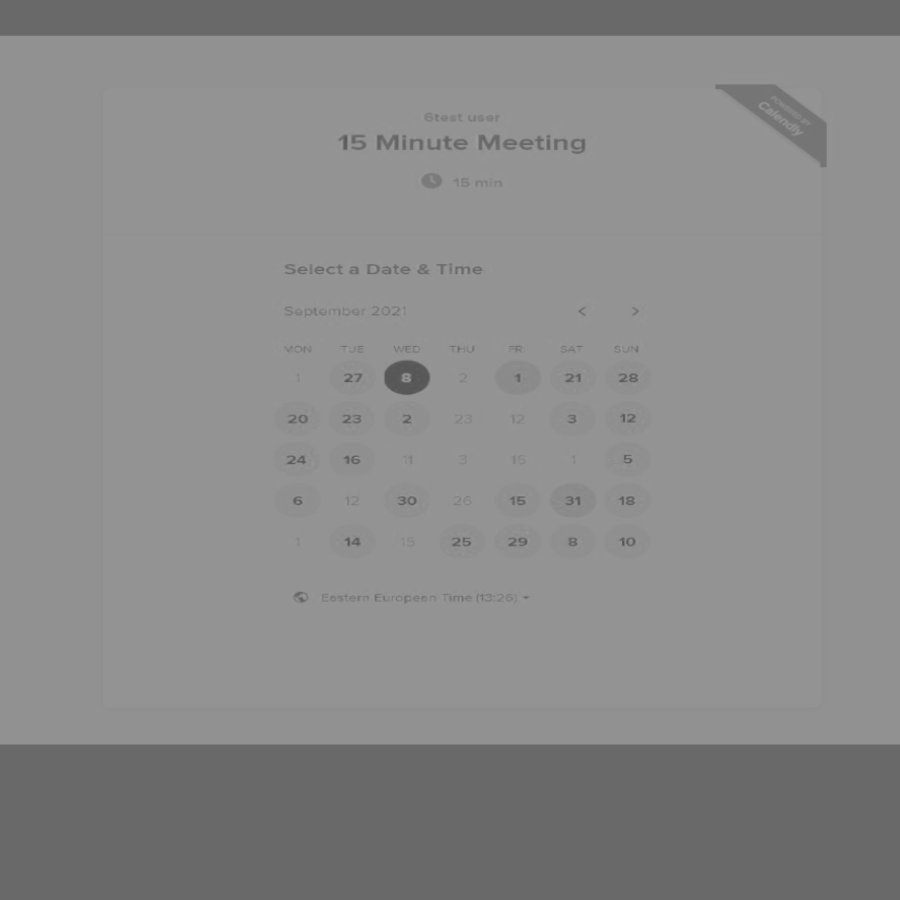 6test user
POWERED BY
Calendly
15 Minute Meeting
15 min
Select a Date & Time
September 2021 < >
MON TUE WED THU FRI SAT SUN
1 27 8 2 1 21 28
20 23 2 23 12 3 12
24 16 11 3 15 1 5
6 12 30 26 15 31 18
1 14 15 25 29 8 10
Eastern European Time (13:26)